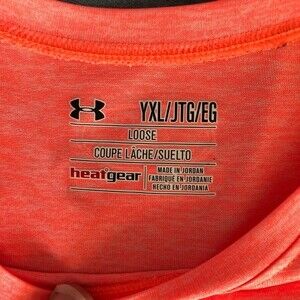 YXL/JTG/EG
LOOSE
COUPE LÂCHE/SUELTO
heatgear
MADE IN JORDAN
FABRIQUÉ EN JORDANIE
HECHO EN JORDANIA